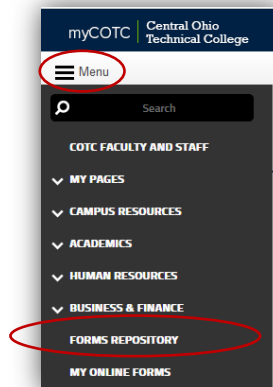 myCOTC Central Ohio
Technical College
Menu
Search
COTC FACULTY AND STAFF
MY PAGES
CAMPUS RESOURCES
ACADEMICS
HUMAN RESOURCES
BUSINESS & FINANCE
FORMS REPOSITORY
MY ONLINE FORMS